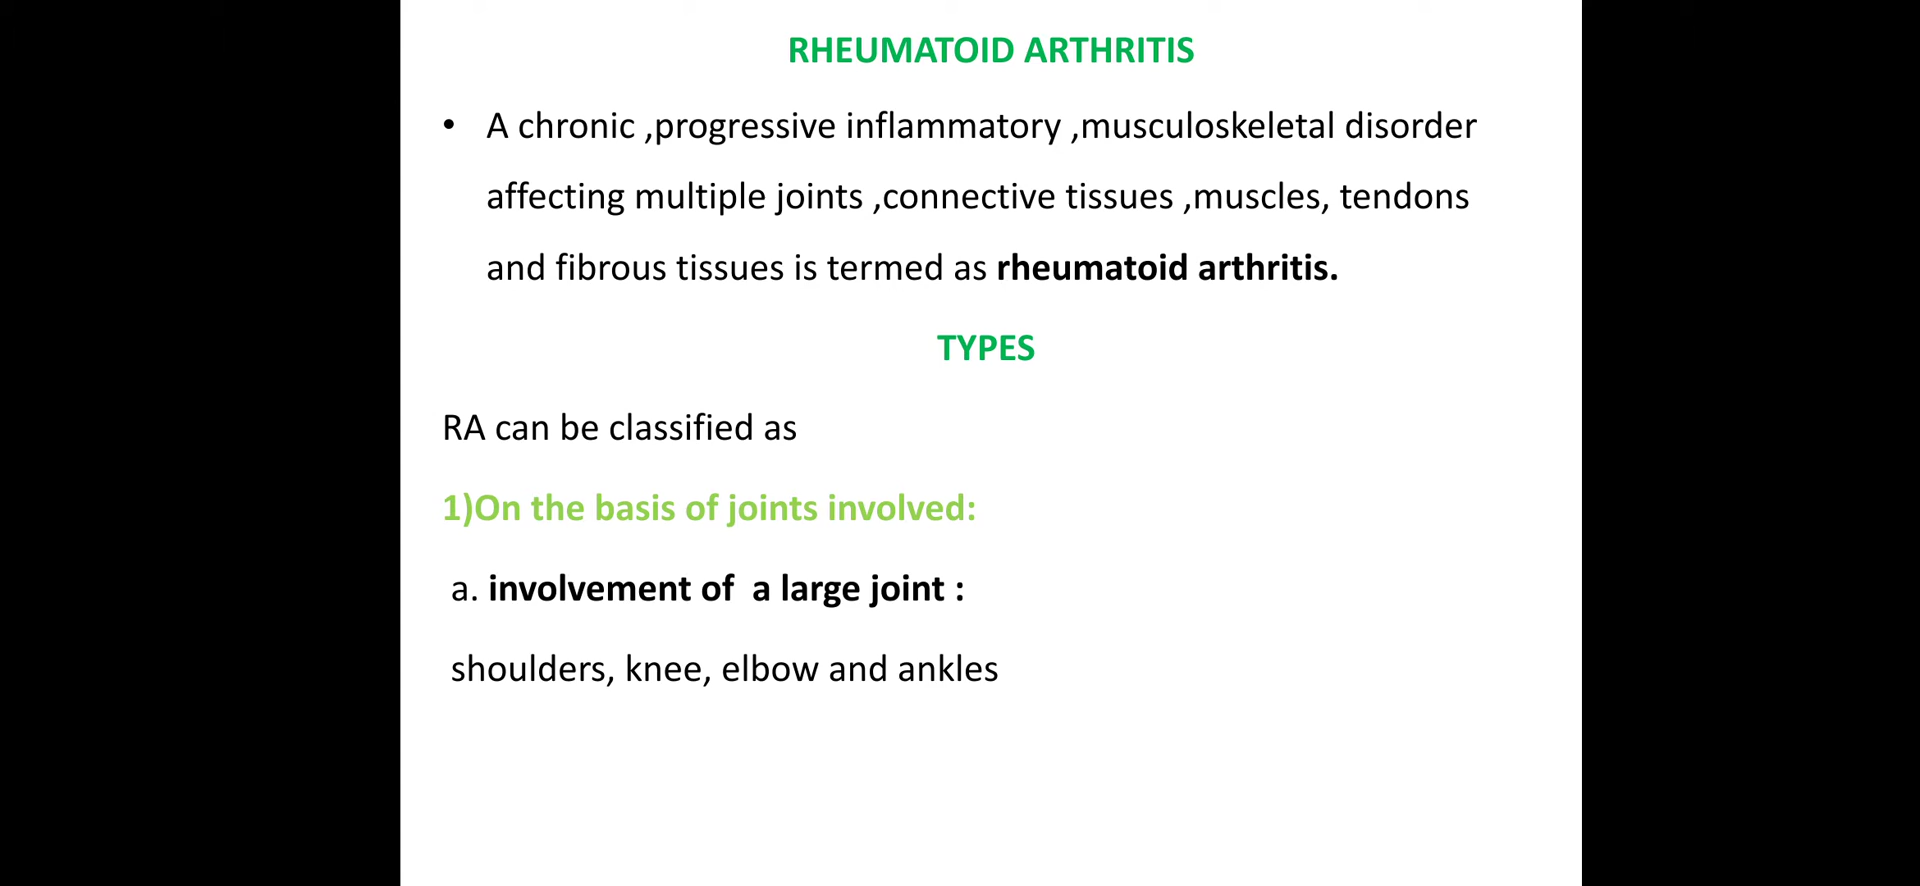 RHEUMATOID ARTHRITIS
• A chronic ,progressive inflammatory ,musculoskeletal disorder
affecting multiple joints ,connective tissues ,muscles, tendons
and fibrous tissues is termed as rheumatoid arthritis.
TYPES
RA can be classified as
1)On the basis of joints involved:
a. involvement of  a large joint :
shoulders, knee, elbow and ankles